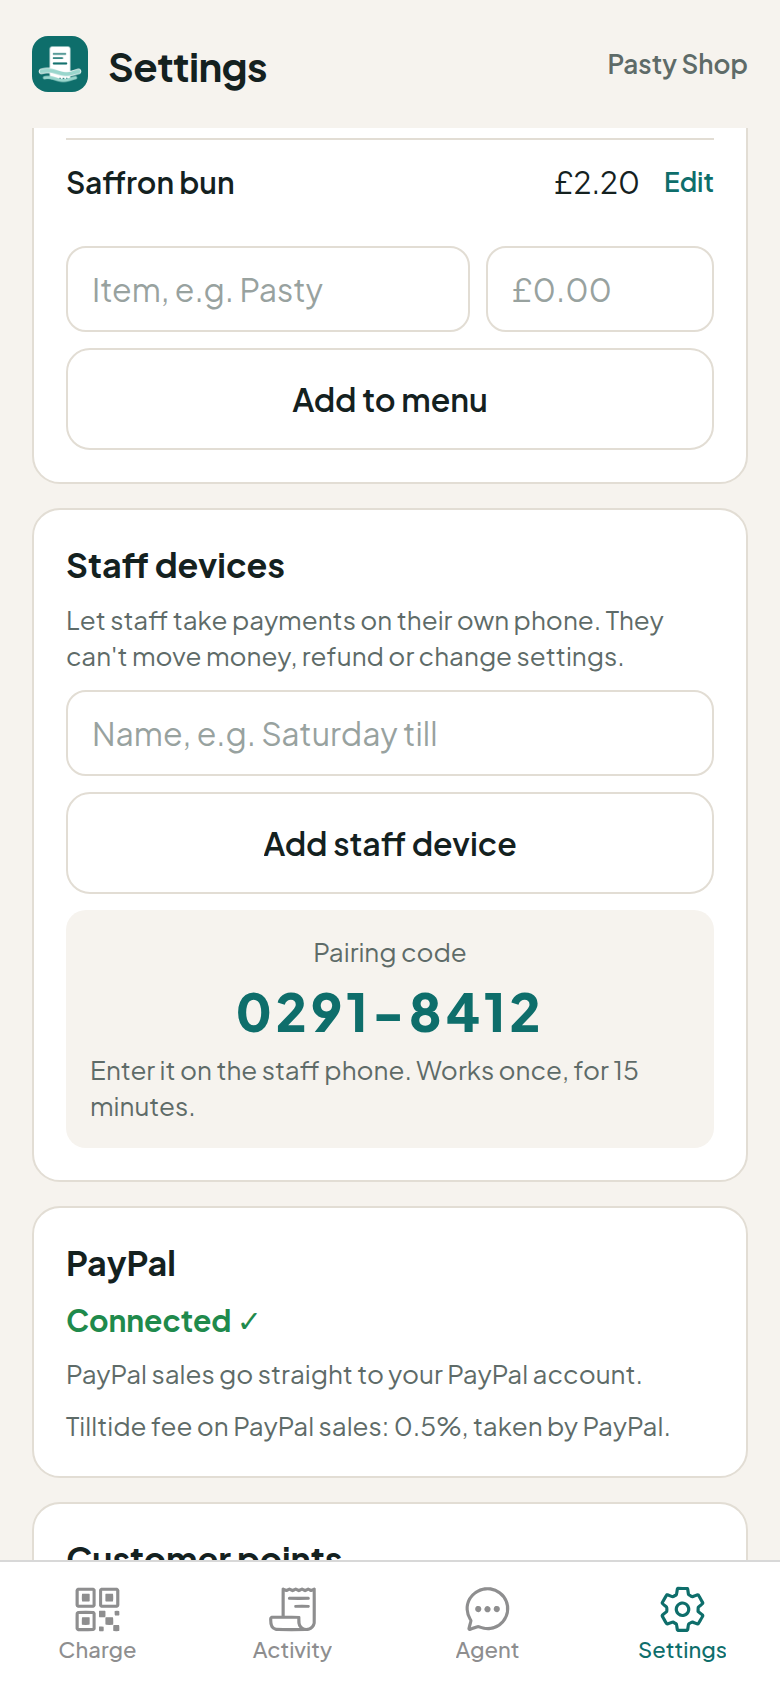 Settings
Pasty Shop
Saffron bun £2.20 Edit
Item, e.g. Pasty £0.00
Add to menu
Staff devices
Let staff take payments on their own phone. They
can't move money, refund or change settings.
Name, e.g. Saturday till
Add staff device
Pairing code
0291-8412
Enter it on the staff phone. Works once, for 15
minutes.
PayPal
Connected ✓
PayPal sales go straight to your PayPal account.
Tilltide fee on PayPal sales: 0.5%, taken by PayPal.
Customer points
Charge Activity Agent Settings